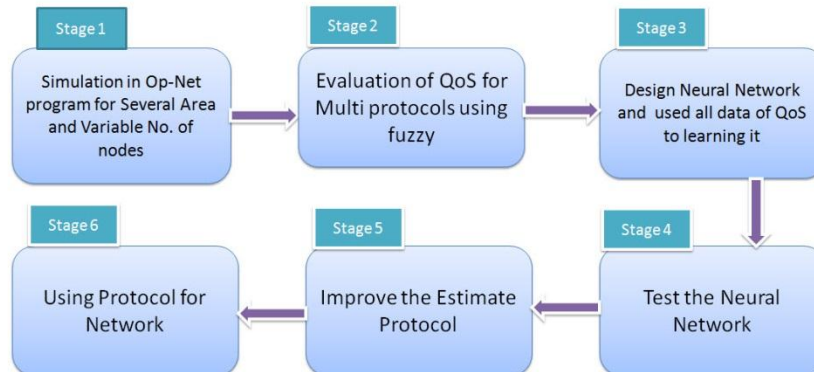 Stage 1
Simulation in Op-Net
program for Several Area
and Variable No. of
nodes
Stage 2
Evaluation of QoS for
Multi protocols using
fuzzy
Stage 3
Design Neural Network
and used all data of QoS
to learning it
Stage 4
Test the Neural
Network
Stage 5
Improve the Estimate
Protocol
Stage 6
Using Protocol for
Network